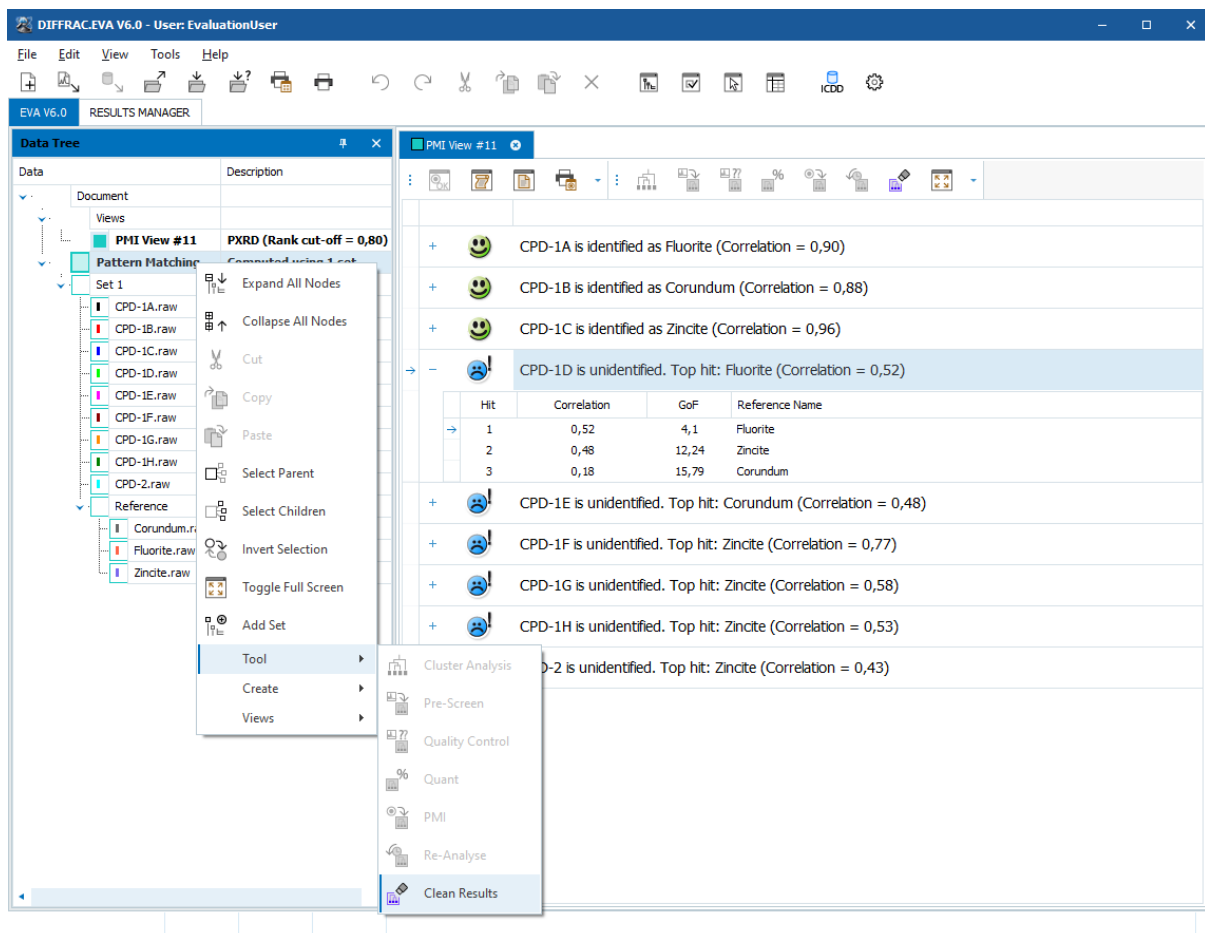 DIFFRAC.EVA V6.0 - User: EvaluationUser
File Edit View Tools Help
ICDD
EVA V6.0 RESULTS MANAGER
Data Tree
PMI View #11
Data Description
OK
??
%
Document
Views
PMI View #11 PXRD (Rank cut-off = 0,80)
Pattern Matching Computed using 1 set
Set 1
CPD-1A.raw
CPD-1B.raw
CPD-1C.raw
CPD-1D.raw
CPD-1E.raw
CPD-1F.raw
CPD-1G.raw
CPD-1H.raw
CPD-2.raw
Reference
Corundum.ra
Fluorite.raw
Zincite.raw
Expand All Nodes
Collapse All Nodes
Cut
Copy
Paste
Select Parent
Select Children
Invert Selection
Toggle Full Screen
Add Set
Tool
Create
Views
Cluster Analysis
Pre-Screen
?? Quality Control
% Quant
PMI
Re-Analyse
Clean Results
CPD-1A is identified as Fluorite (Correlation = 0,90)
CPD-1B is identified as Corundum (Correlation = 0,88)
CPD-1C is identified as Zincite (Correlation = 0,96)
CPD-1D is unidentified. Top hit: Fluorite (Correlation = 0,52)
Hit Correlation GoF Reference Name
1 0,52 4,1 Fluorite
2 0,48 12,24 Zincite
3 0,18 15,79 Corundum
CPD-1E is unidentified. Top hit: Corundum (Correlation = 0,48)
CPD-1F is unidentified. Top hit: Zincite (Correlation = 0,77)
CPD-1G is unidentified. Top hit: Zincite (Correlation = 0,58)
CPD-1H is unidentified. Top hit: Zincite (Correlation = 0,53)
-2 is unidentified. Top hit: Zincite (Correlation = 0,43)